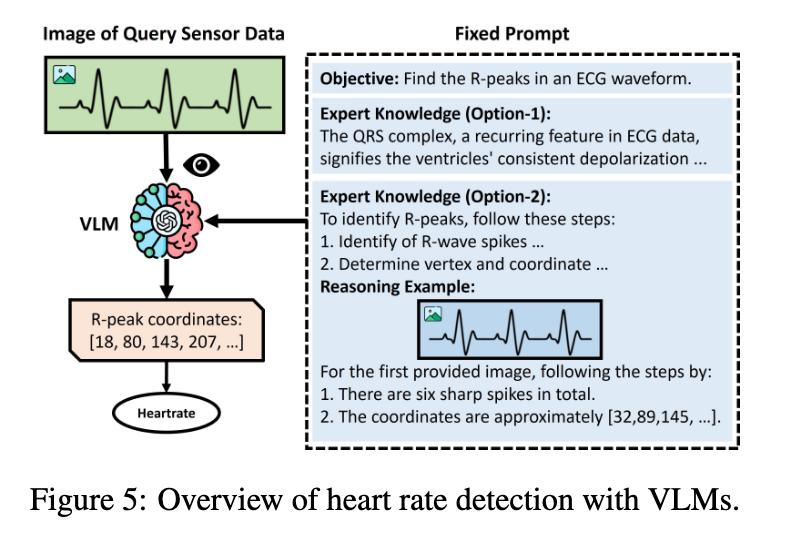 Image of Query Sensor Data
VLM
R-peak coordinates:
[18, 80, 143, 207, …]
Heartrate
Fixed Prompt
Objective: Find the R-peaks in an ECG waveform.
Expert Knowledge (Option-1):
The QRS complex, a recurring feature in ECG data,
signifies the ventricles' consistent depolarization ...
Expert Knowledge (Option-2):
To identify R-peaks, follow these steps:
1. Identify of R-wave spikes ...
2. Determine vertex and coordinate ...
Reasoning Example:
For the first provided image, following the steps by:
1. There are six sharp spikes in total.
2. The coordinates are approximately [32,89,145, …].
Figure 5: Overview of heart rate detection with VLMs.